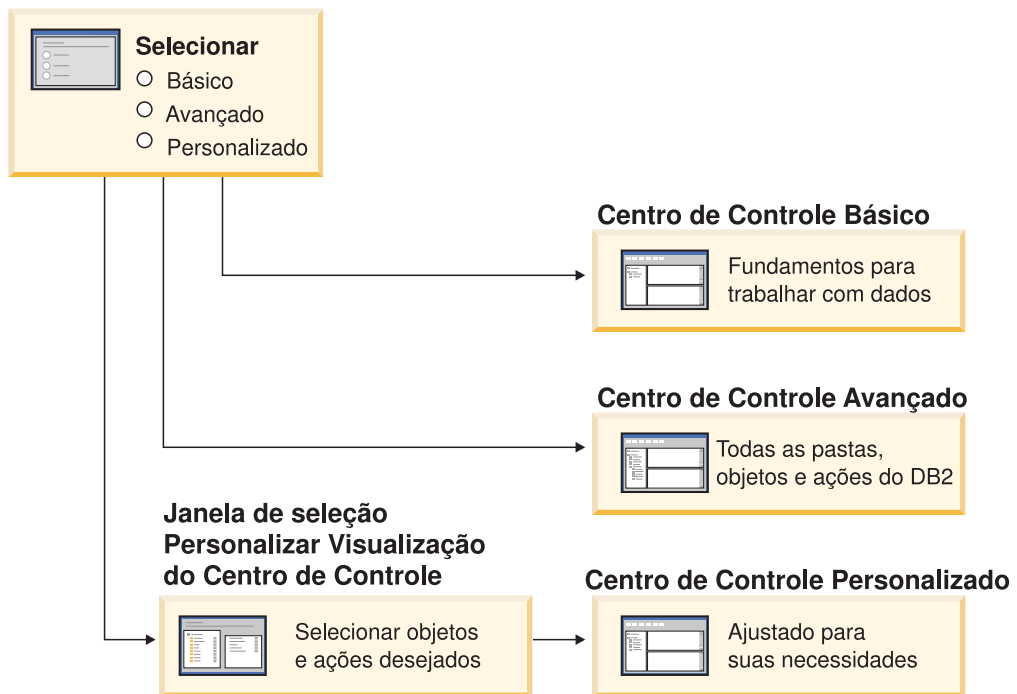 Selecionar
Básico
Avançado
Personalizado
Centro de Controle Básico
Fundamentos para
trabalhar com dados
Centro de Controle Avançado
Todas as pastas,
objetos e ações do DB2
Janela de seleção
Personalizar Visualização
do Centro de Controle
Selecionar objetos
e ações desejados
Centro de Controle Personalizado
Ajustado para
suas necessidades